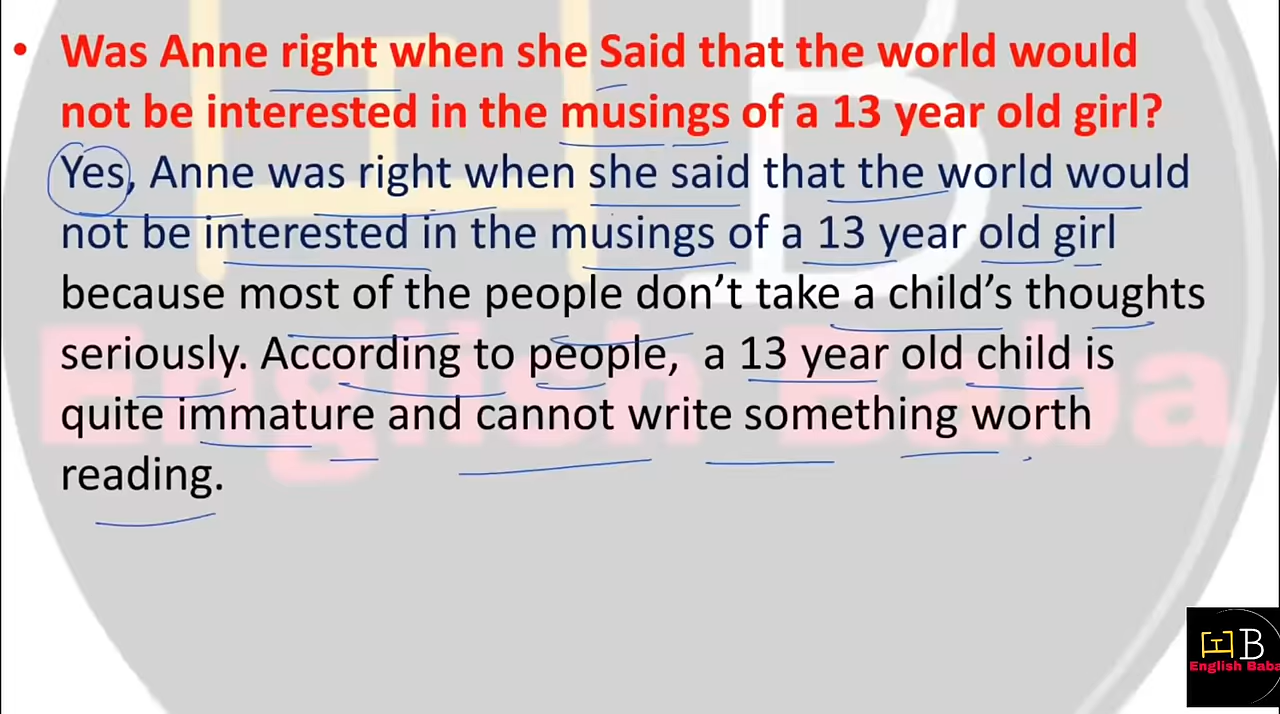 • Was Anne right when she Said that the world would
not be interested in the musings of a 13 year old girl?
Yes, Anne was right when she said that the world would
not be interested in the musings of a 13 year old girl
because most of the people don't take a child's thoughts
seriously. According to people, a 13 year old child is
quite immature and cannot write something worth
reading.
English Baba
B
B
English Baba